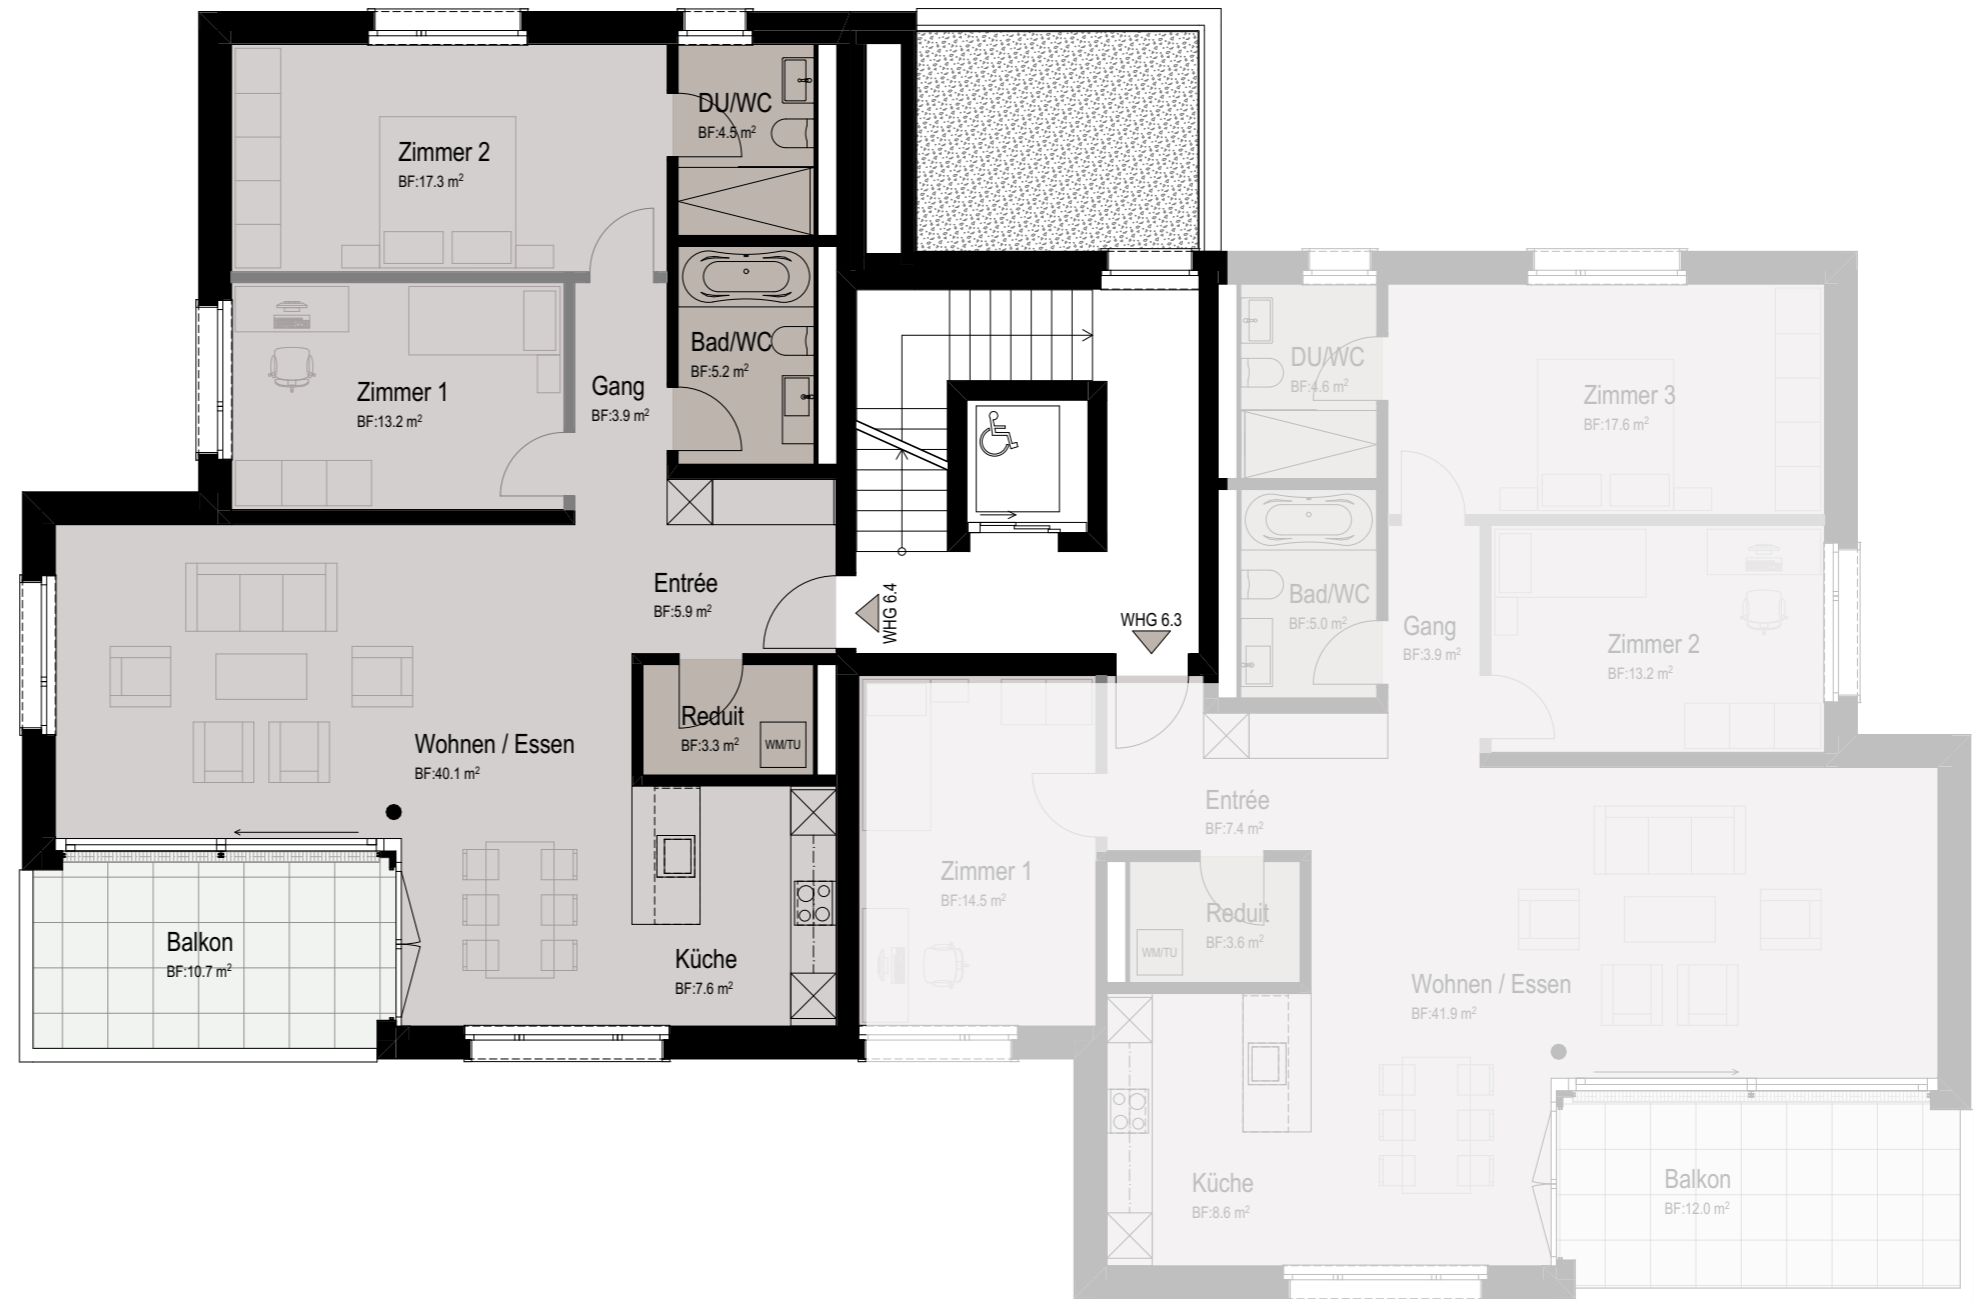 DU/WC
BF:4.5 m²
Zimmer 2
BF:17.3 m²
Bad/WC
BF:5.2 m²
Zimmer 1
BF:13.2 m²
Gang
BF:3.9 m²
Entrée
BF:5.9 m²
WHG 6.4
WHG 6.3
Reduit
BF:3.3 m²
WM/TU
Wohnen / Essen
BF:40.1 m²
Balkon
BF:10.7 m²
Küche
BF:7.6 m²
DU/WC
BF:4.6 m²
Zimmer 3
BF:17.6 m²
Bad/WC
BF:5.0 m²
Gang
BF:3.9 m²
Zimmer 2
BF:13.2 m²
Entrée
BF:7.4 m²
Zimmer 1
BF:14.5 m²
Reduit
BF:3.6 m²
WM/TU
Wohnen / Essen
BF:41.9 m²
Küche
BF:8.6 m²
Balkon
BF:12.0 m²